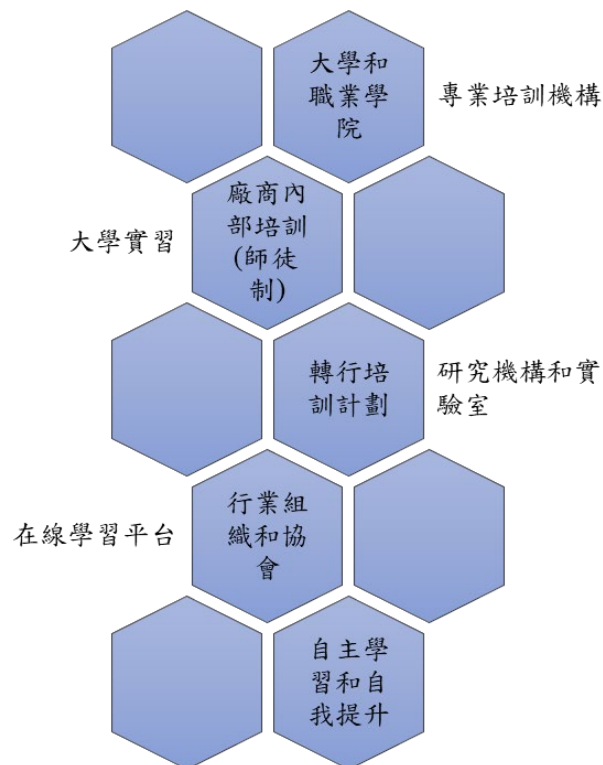 大學和
職業學
院
專業培訓機構
大學實習
廠商內
部培訓
(師徒
制)
轉行培
訓計劃
研究機構和實
驗室
在線學習平台
行業組
織和協
會
自主學
習和自
我提升